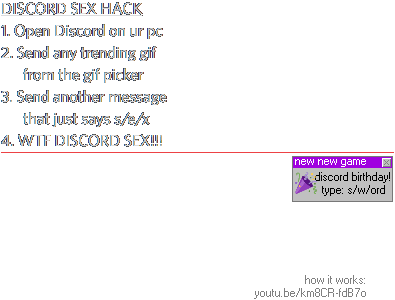 DISCORD SEX HACK
1. Open Discord on ur pc
2. Send any trending gif
from the gif picker
3. Send another message
that just says s/e/x
4. WTF DISCORD SEX!!!
new new game
discord birthday!
type: s/w/ord
how it works:
youtu.be/km8CR-fdB7o